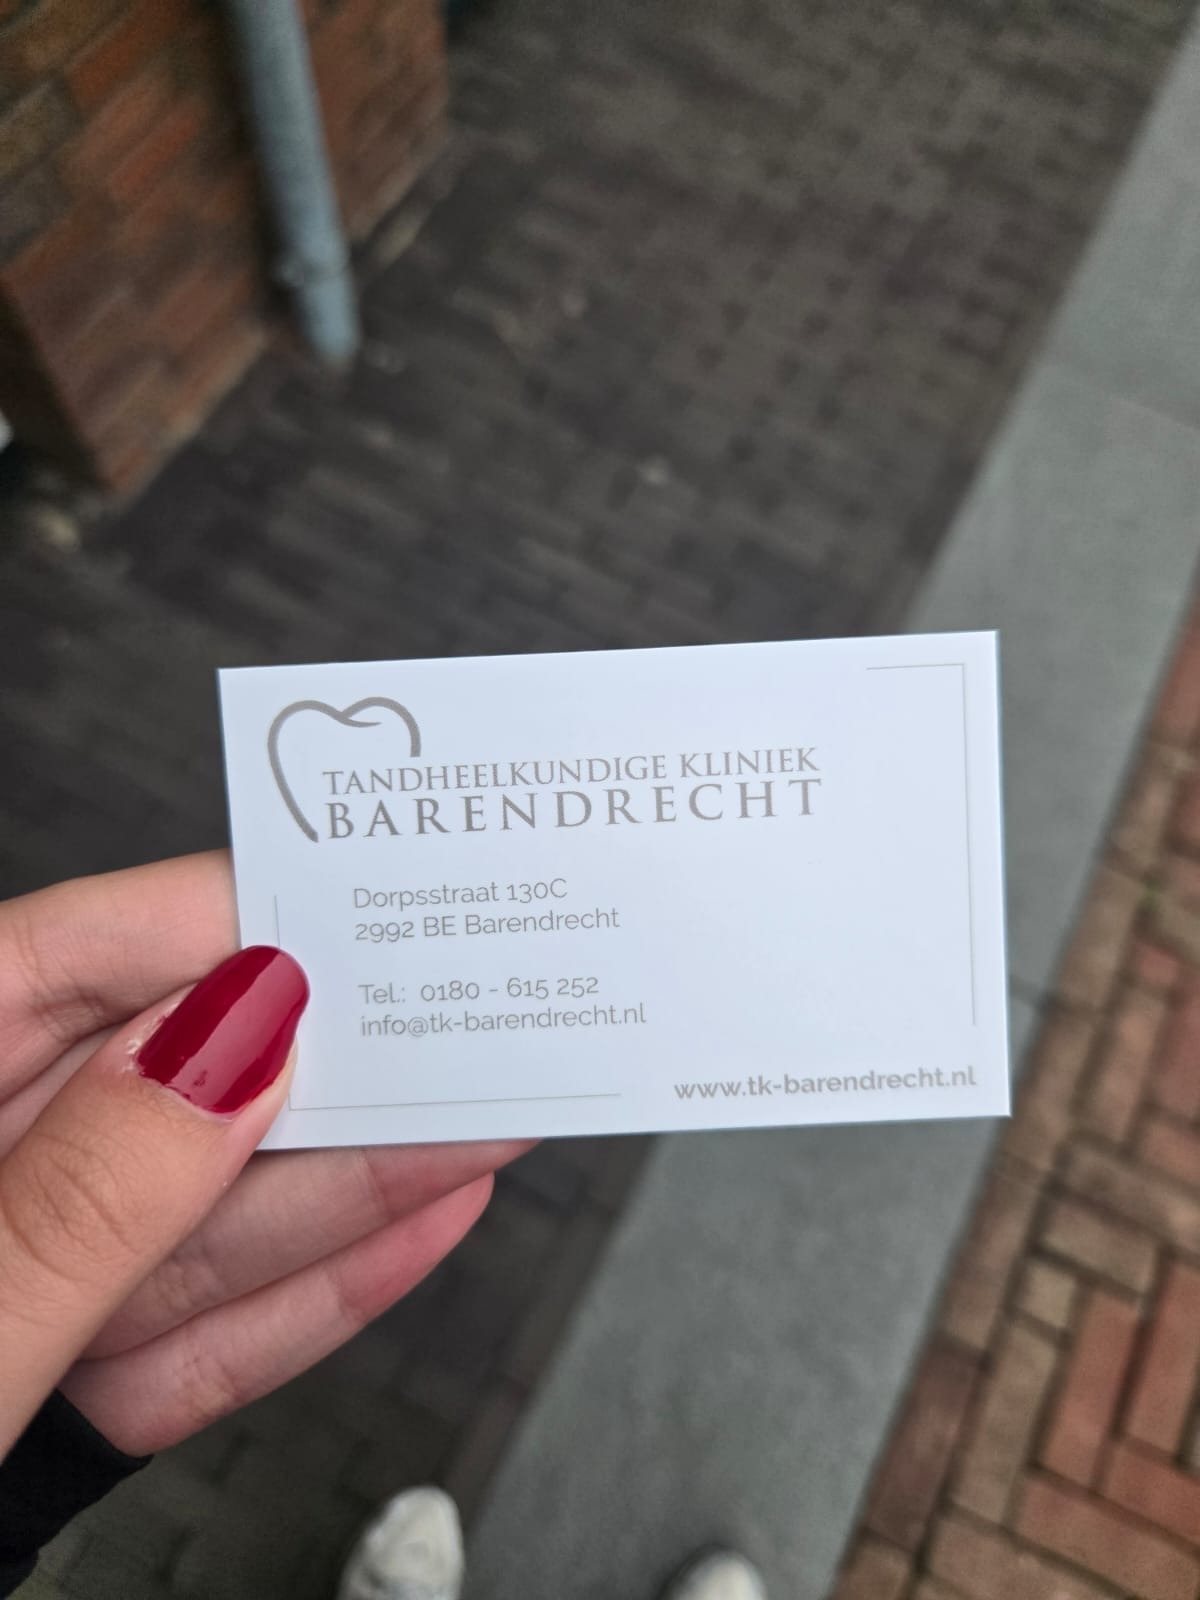 TANDHEELKUNDIGE KLINIEK
BARENDRECHT
Dorpsstraat 130C
2992 BE Barendrecht
Tel.: 0180 - 615 252
info@tk-barendrecht.nl
www.tk-barendrecht.nl